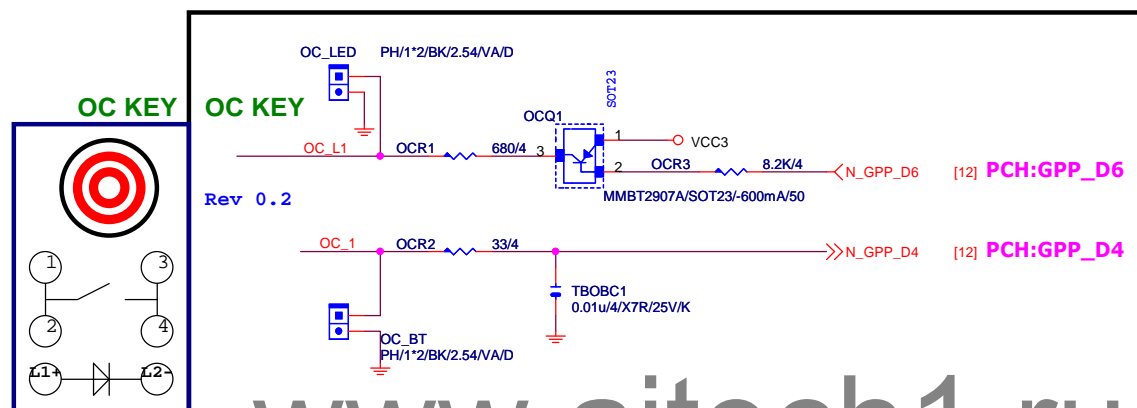 OC_LED PH/1*2/BK/2.54/VA/D
SOT23
OC KEY OC KEY
OCQ1
1 VCC3
OC_L1 OCR1 680/4 3
2 OCR3 8.2K/4 N_GPP_D6 [12] PCH:GPP_D6
Rev 0.2
MMBT2907A/SOT23/-600mA/50
OC_1 OCR2 33/4 N_GPP_D4 [12] PCH:GPP_D4
1 3
TBOBC1
0.01u/4/X7R/25V/K
2 4
OC_BT
PH/1*2/BK/2.54/VA/D
L1+ L2-